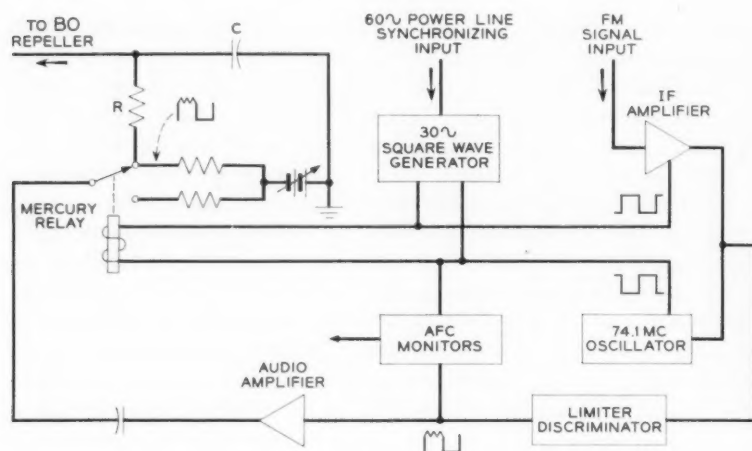 TO BO
REPELLER
C
R
MERCURY
RELAY
60~ POWER LINE
SYNCHRONIZING
INPUT
30~
SQUARE WAVE
GENERATOR
FM
SIGNAL
INPUT
IF
AMPLIFIER
AFC
MONITORS
74.1 MC
OSCILLATOR
AUDIO
AMPLIFIER
LIMITER
DISCRIMINATOR